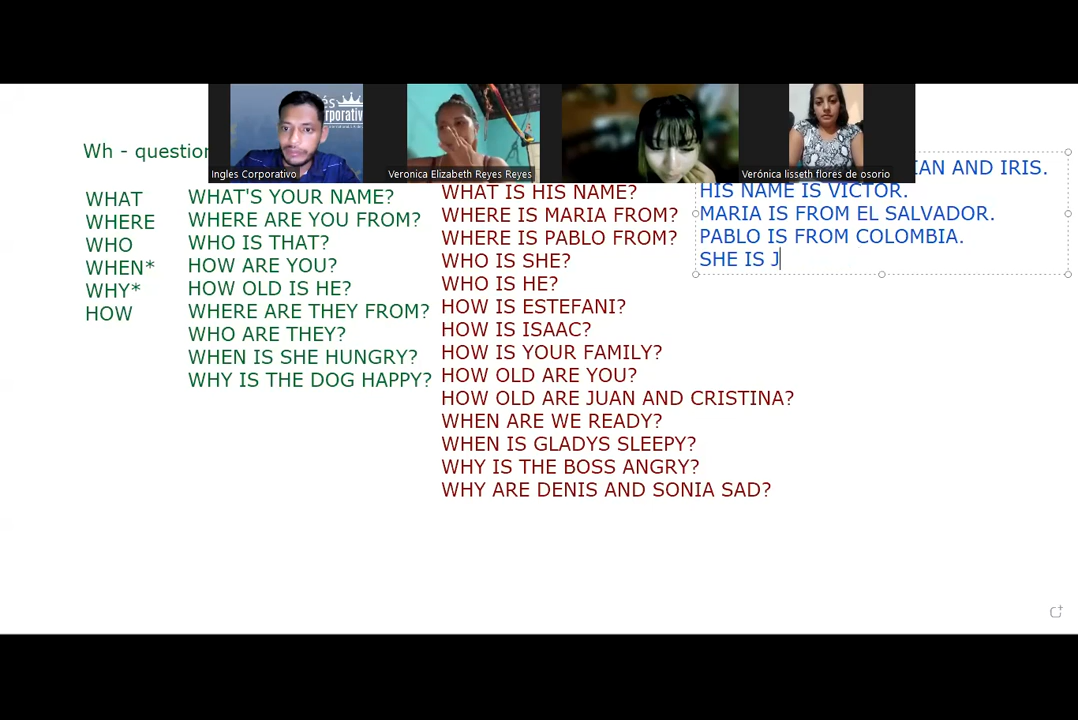 és
orporativo
Ingles Corporativo
Veronica Elizabeth Reyes Reyes
Verónica lisseth flores de osorio
Wh -
WHAT
WHERE
WHO
WHEN*
WHY*
HOW
WHAT'S YOUR NAME?
WHERE ARE YOU FROM?
WHO IS THAT?
HOW ARE YOU?
HOW OLD IS HE?
WHERE ARE THEY FROM?
WHO ARE THEY?
WHEN IS SHE HUNGRY?
WHY IS THE DOG HAPPY?
WHAT IS HIS NAME?
WHERE IS MARIA FROM?
WHERE IS PABLO FROM?
WHO IS SHE?
WHO IS HE?
HOW IS ESTEFANI?
HOW IS ISAAC?
HOW IS YOUR FAMILY?
HOW OLD ARE YOU?
HOW OLD ARE JUAN AND CRISTINA?
WHEN ARE WE READY?
WHEN IS GLADYS SLEEPY?
WHY IS THE BOSS ANGRY?
WHY ARE DENIS AND SONIA SAD?
IAN AND IRIS.
HIS NAME IS VICTOR.
MARIA IS FROM EL SALVADOR.
PABLO IS FROM COLOMBIA.
SHE IS J